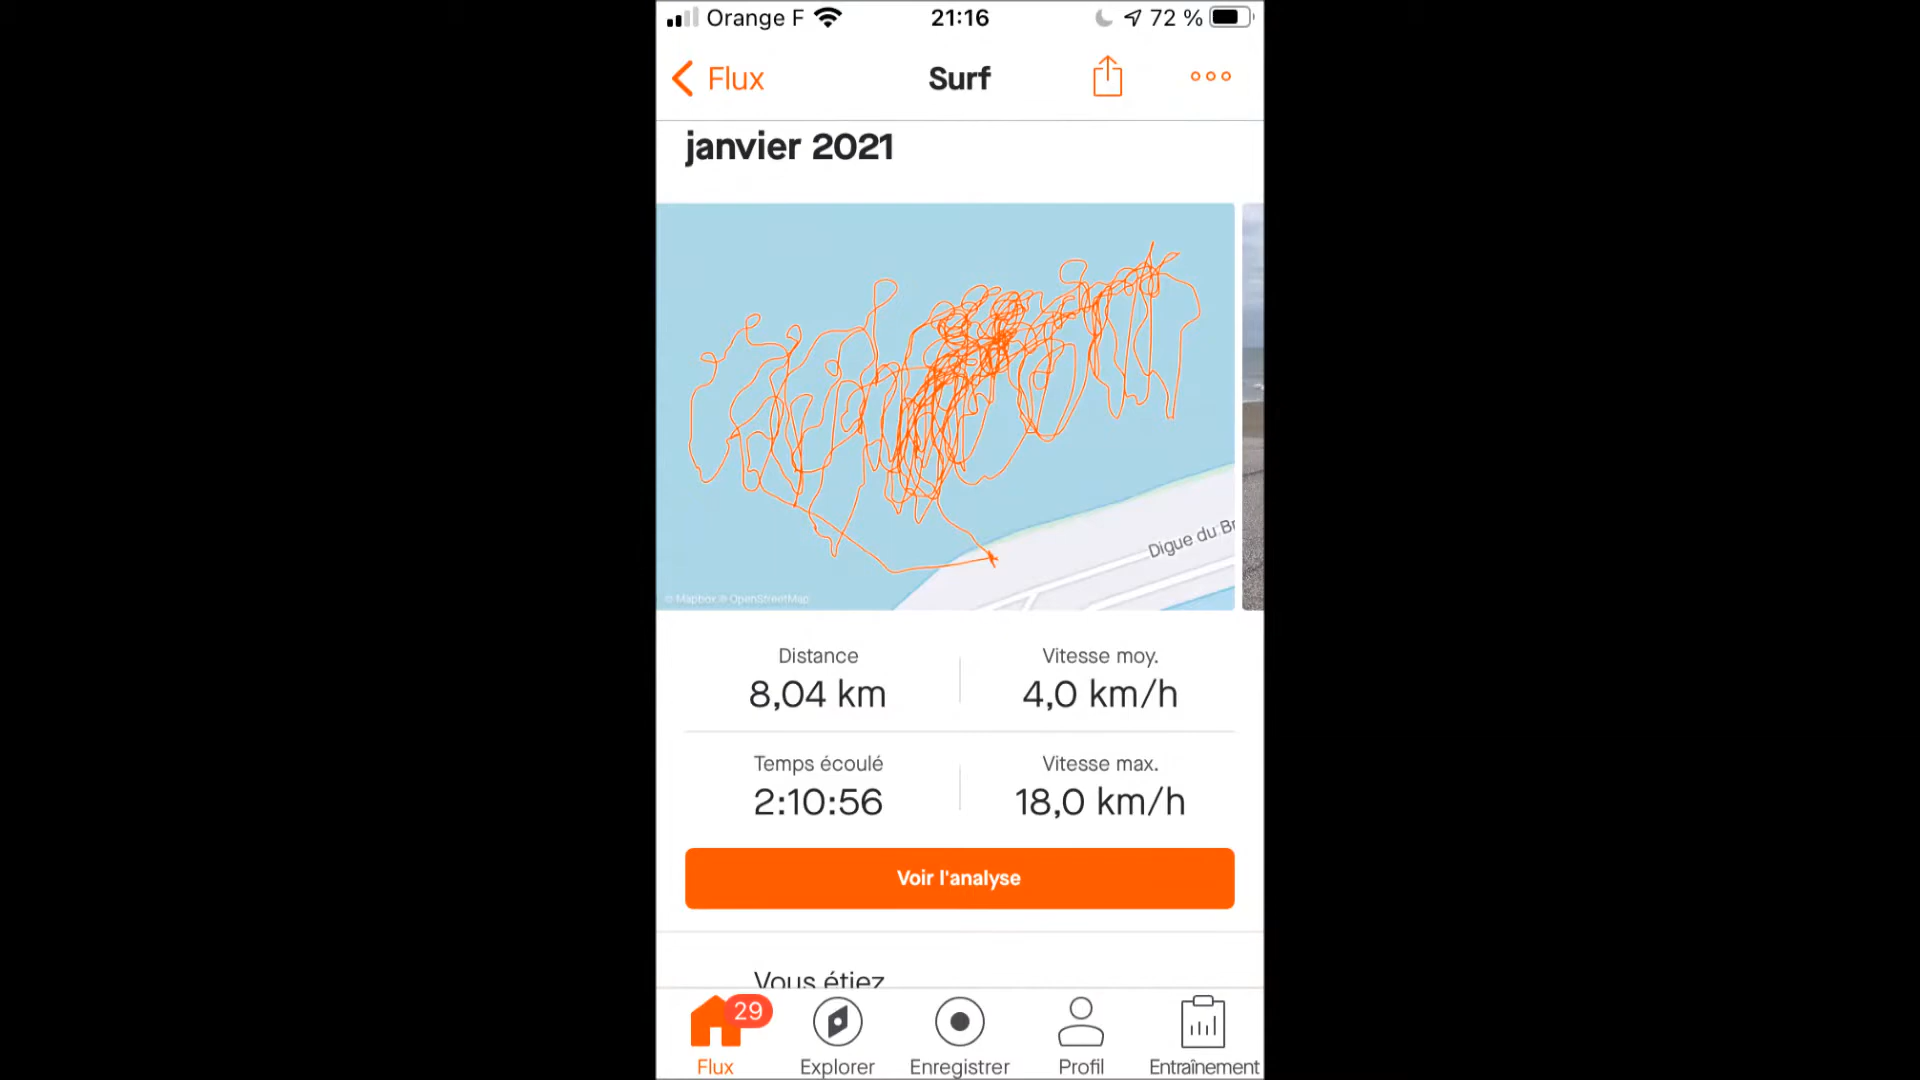 Orange F
21:16
72 %
Flux
Surf
janvier 2021
Digue du Br
© Mapbox © OpenStreetMap
Distance
8,04 km
Vitesse moy.
4,0 km/h
Temps écoulé
2:10:56
Vitesse max.
18,0 km/h
Voir l'analyse
Vous étiez
29
Flux
Explorer
Enregistrer
Profil
Entraînement